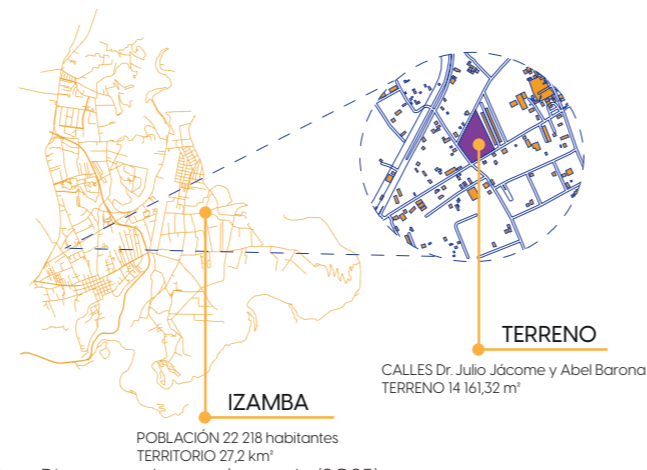 TERRENO
CALLES Dr. Julio Jácome y Abel Barona
TERRENO 14 161,32 m²
IZAMBA
POBLACIÓN 22 218 habitantes
TERRITORIO 27,2 km²